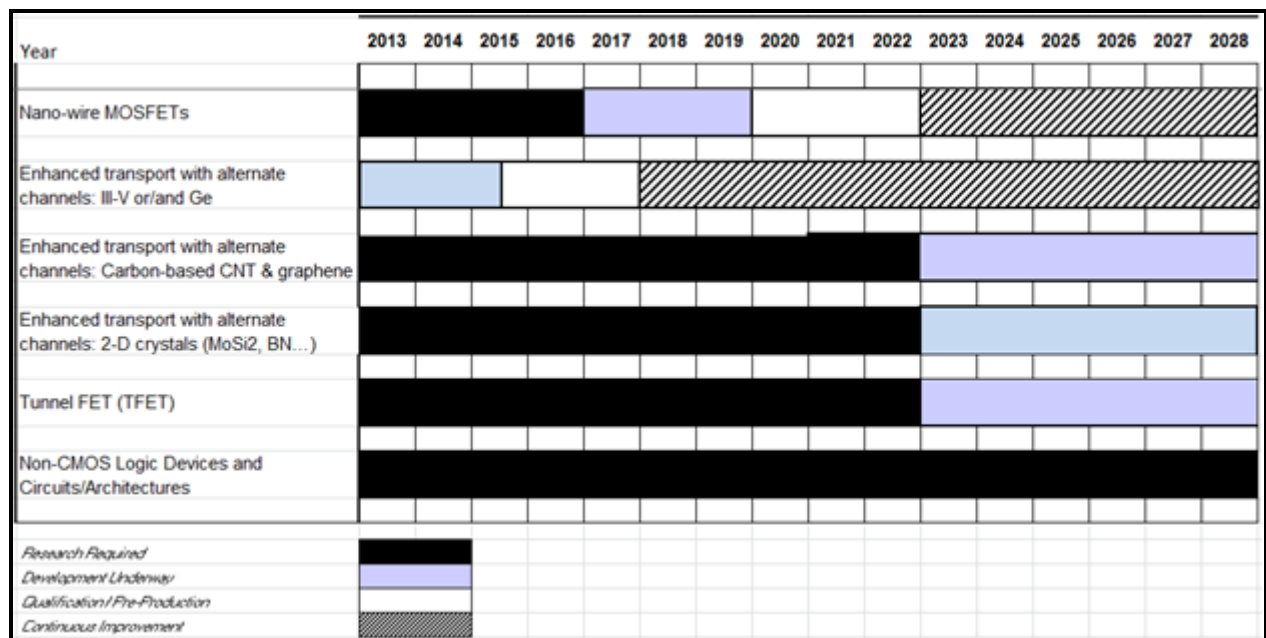 Year 2013 2014 2015 2016 2017 2018 2019 2020 2021 2022 2023 2024 2025 2026 2027 2028
Nano-wire MOSFETs
Enhanced transport with alternate
channels: III-V or/and Ge
Enhanced transport with alternate
channels: Carbon-based CNT & graphene
Enhanced transport with alternate
channels: 2-D crystals (MoSi2, BN…)
Tunnel FET (TFET)
Non-CMOS Logic Devices and
Circuits/Architectures
Research Required
Development Underway
Qualification / Pre-Production
Continuous Improvement